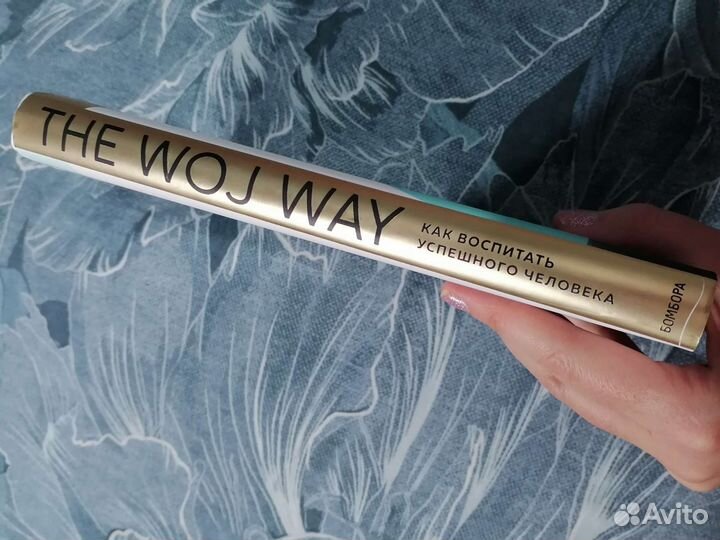 THE WOJ WAY
КАК ВОСПИТАТЬ
УСПЕШНОГО ЧЕЛОВЕКА
БОМБОРА
Avito